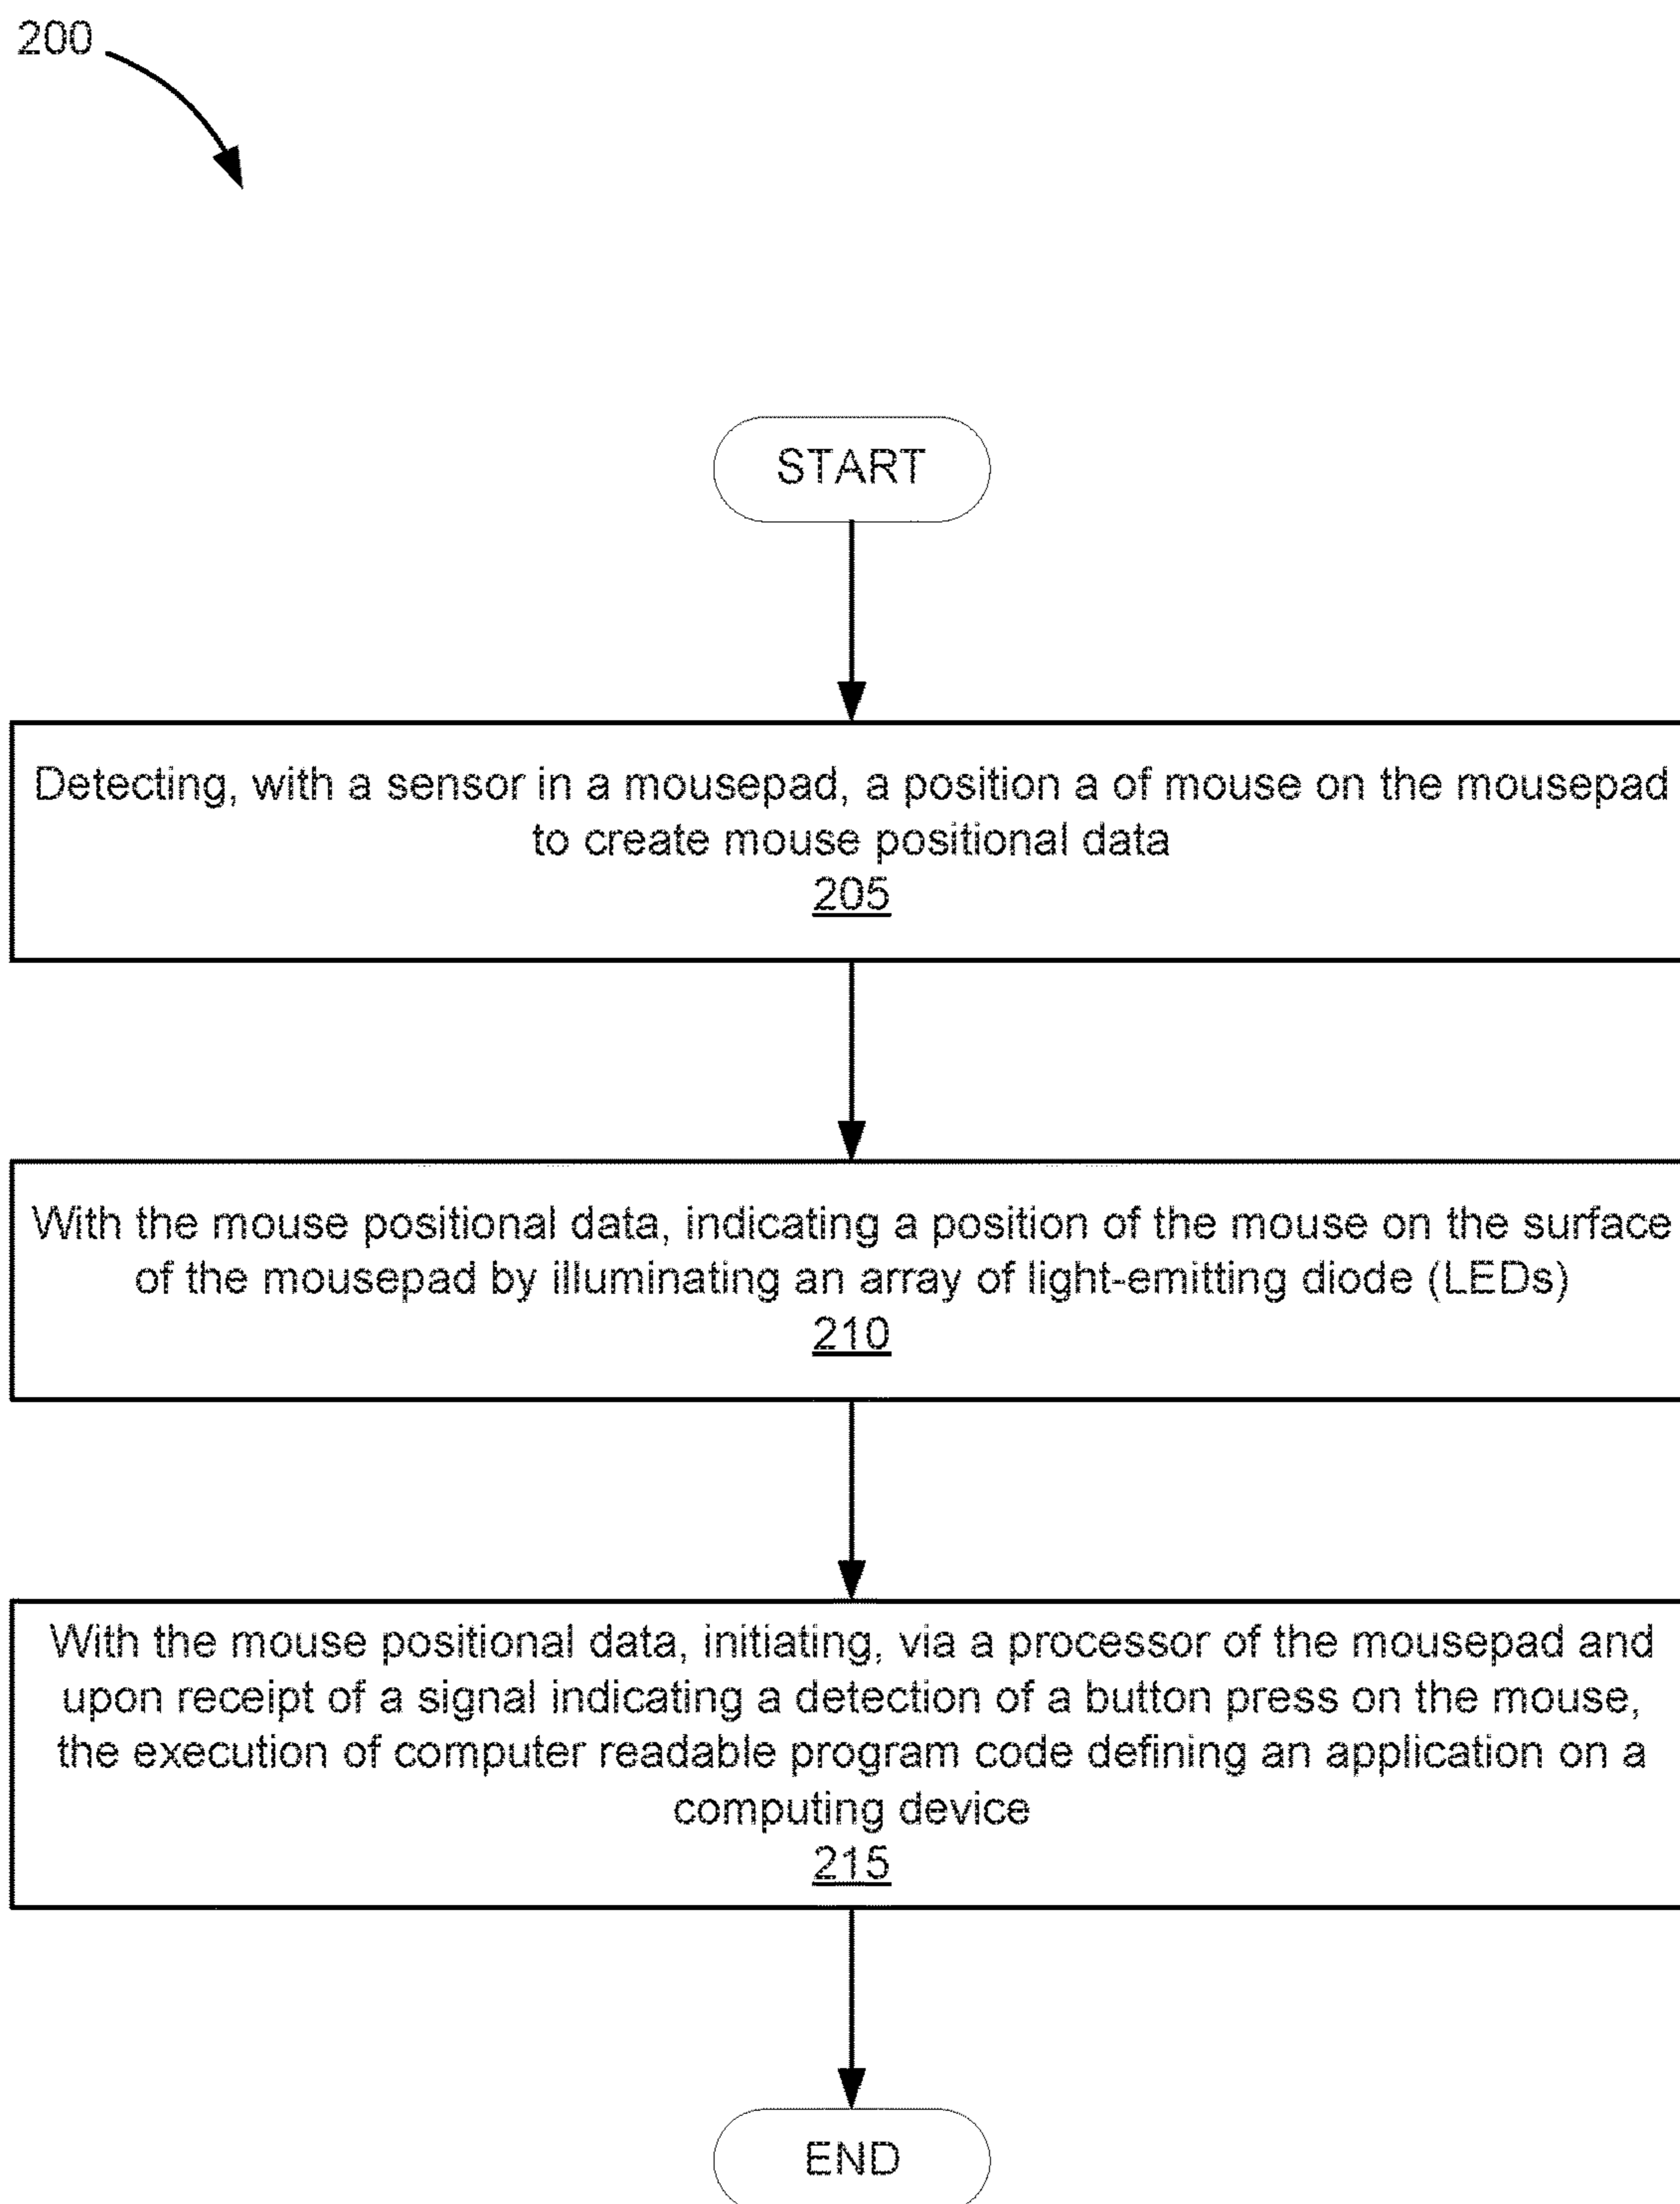 200
START
Detecting, with a sensor in a mousepad, a position a of mouse on the mousepad
to create mouse positional data
205
With the mouse positional data, indicating a position of the mouse on the surface
of the mousepad by illuminating an array of light-emitting diode (LEDs)
210
With the mouse positional data, initiating, via a processor of the mousepad and
upon receipt of a signal indicating a detection of a button press on the mouse,
the execution of computer readable program code defining an application on a
computing device
215
END